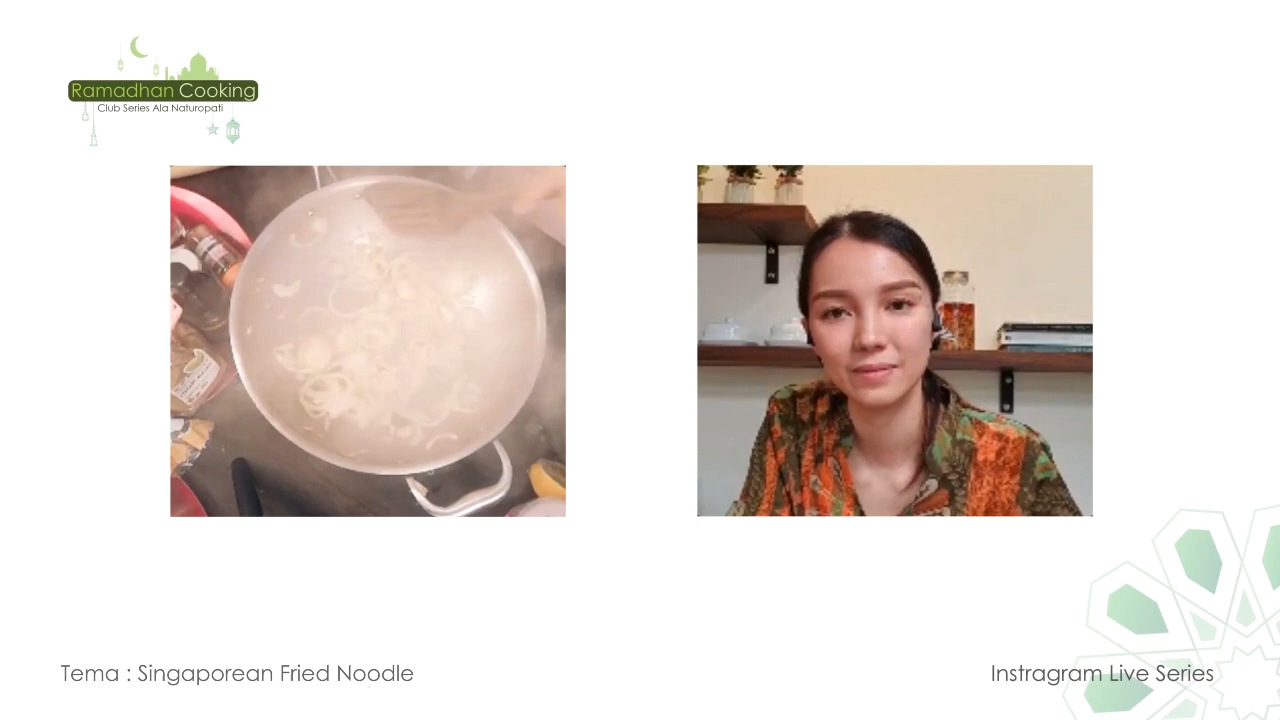 Ramadhan Cooking
Club Series Ala Naturopati
Tema : Singaporean Fried Noodle
Instragram Live Series